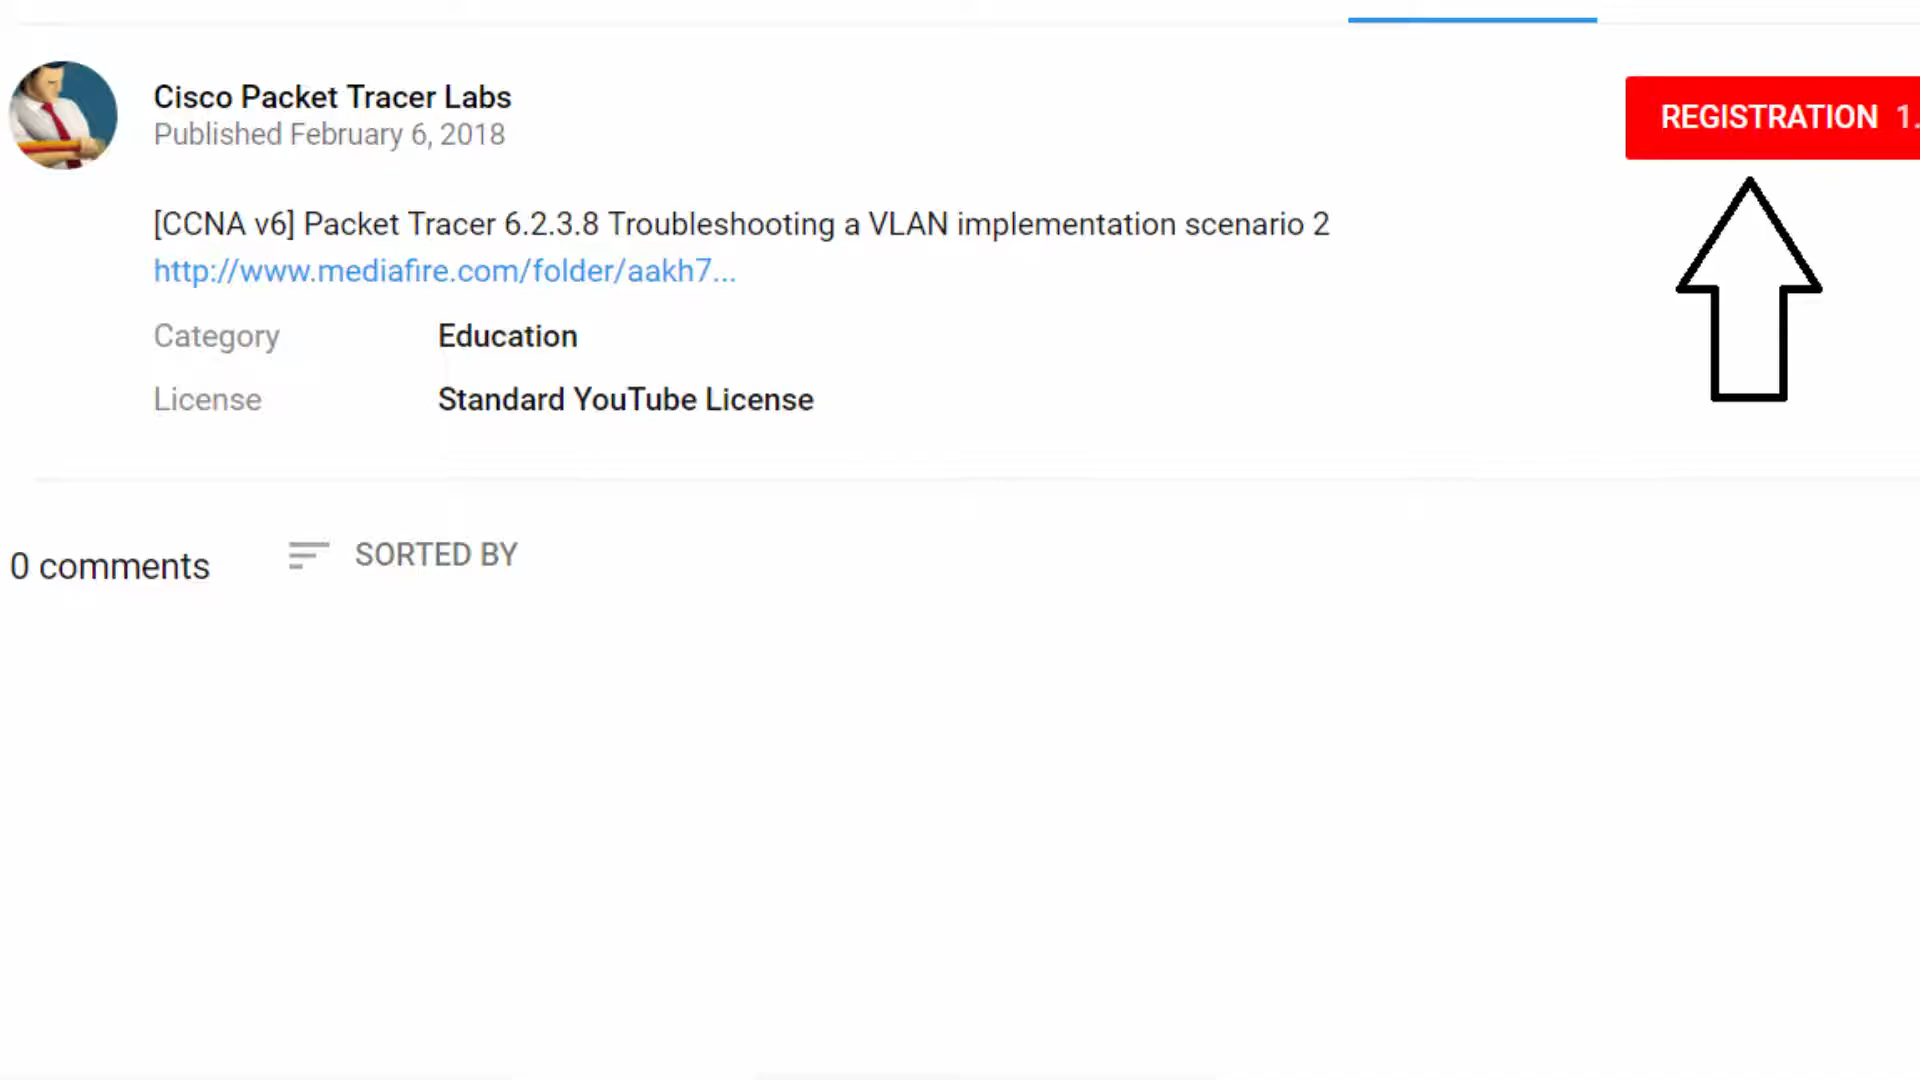 Cisco Packet Tracer Labs
Published February 6, 2018
REGISTRATION 1.
[CCNA v6] Packet Tracer 6.2.3.8 Troubleshooting a VLAN implementation scenario 2
http://www.mediafire.com/folder/aakh7...
Category Education
License Standard YouTube License
0 comments SORTED BY